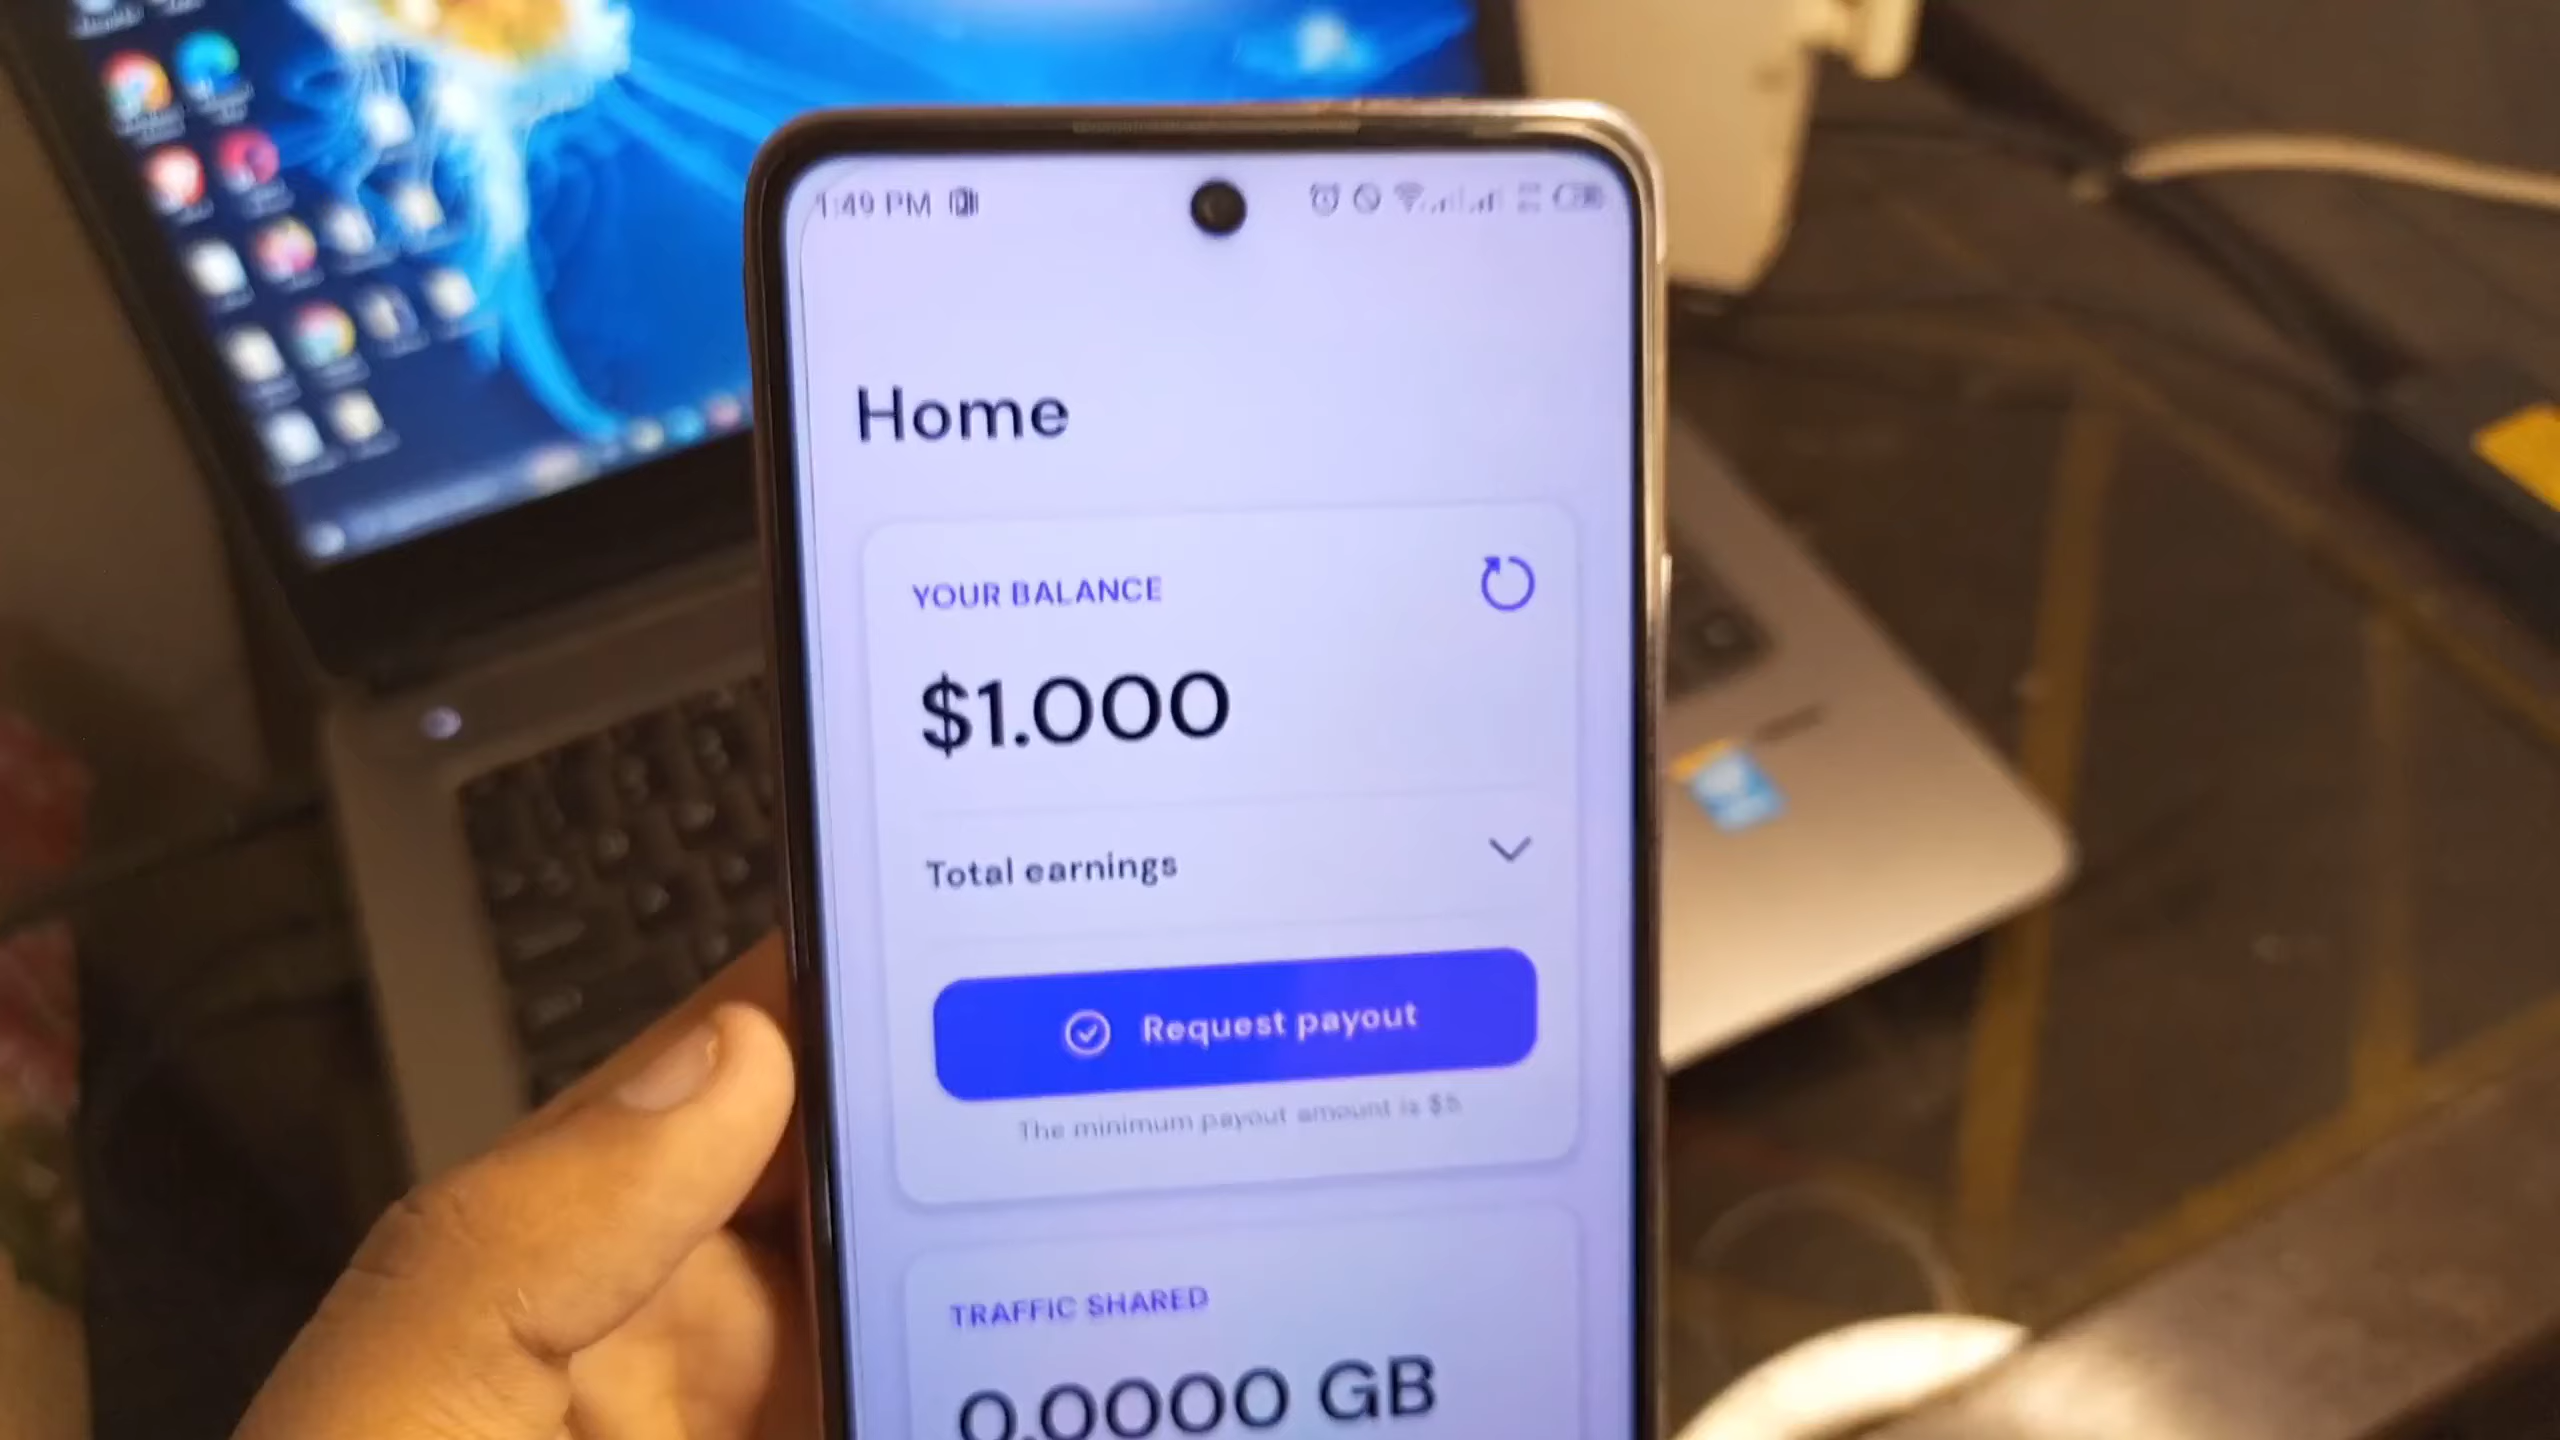 1:49 PM
Home
YOUR BALANCE
$1.000
Total earnings
Request payout
The minimum payout amount is $5
TRAFFIC SHARED
0.0000 GB